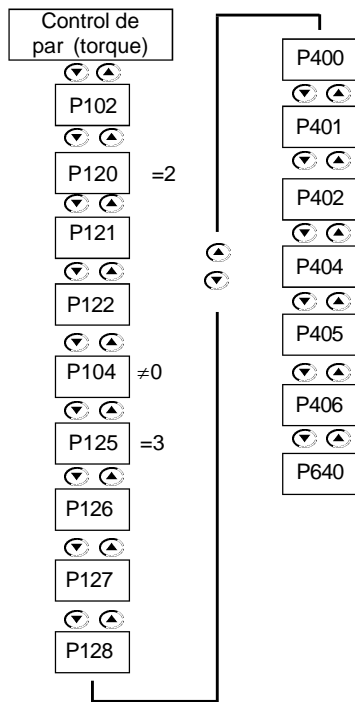 Control de
par (torque)
P102
P120 =2
P121
P122
P104 ≠0
P125 =3
P126
P127
P128
P400
P401
P402
P404
P405
P406
P640